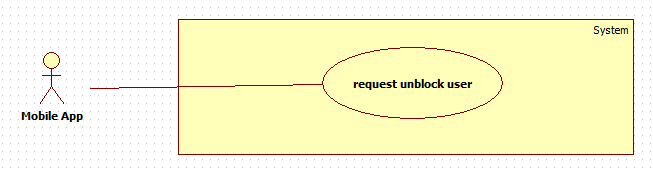 System
request unblock user
Mobile App